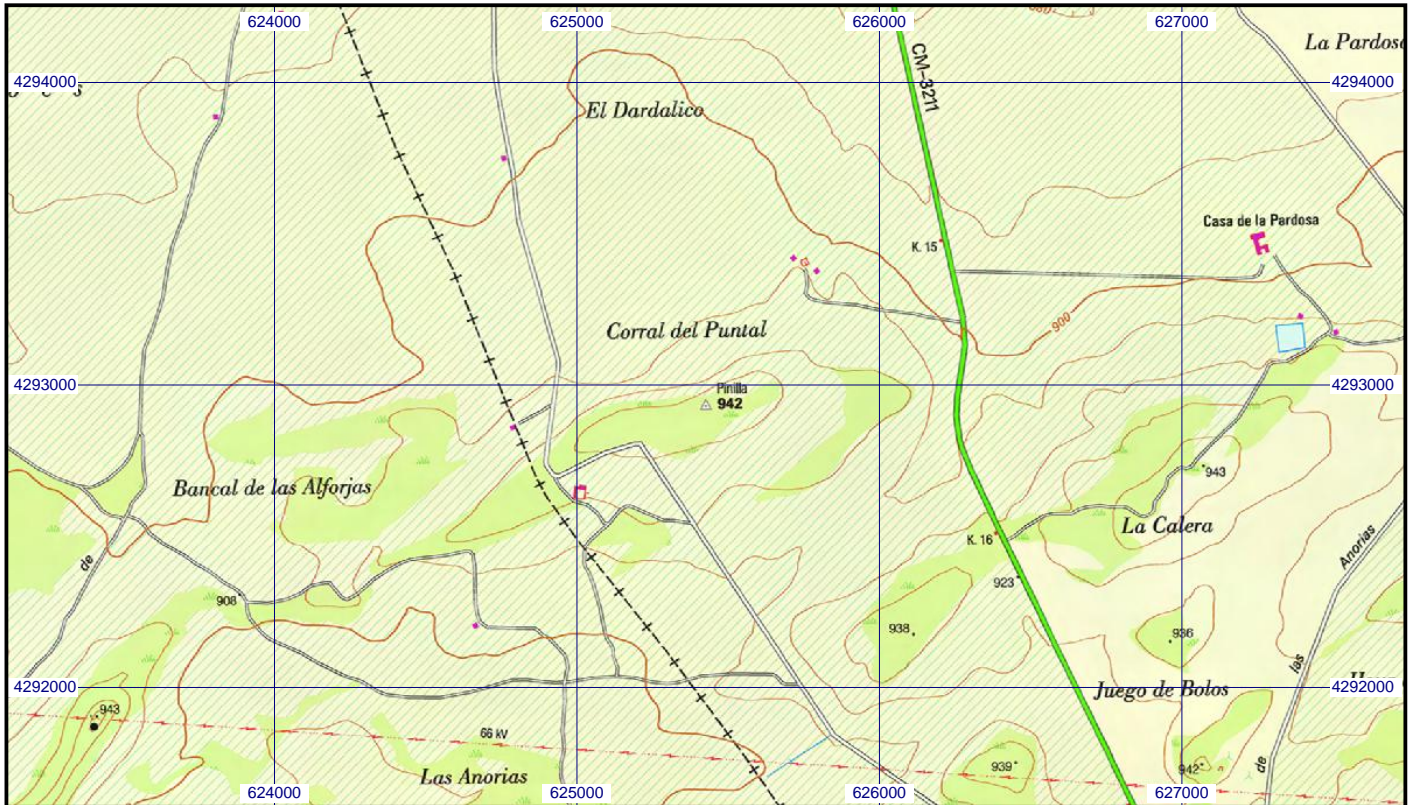 624000
625000
626000
627000
CM-3211
La Pardosa
4294000
4294000
El Dardalico
Casa de la Pardosa
K. 15
Corral del Puntal
900
4293000
4293000
Pinilla
942
943
Bancal de las Alforjas
La Calera
K. 16
Anorias
de
923
908
938
936
las
4292000
4292000
Juego de Bolos
943
66 kV
939
942
de
Las Anorias
624000
625000
626000
627000